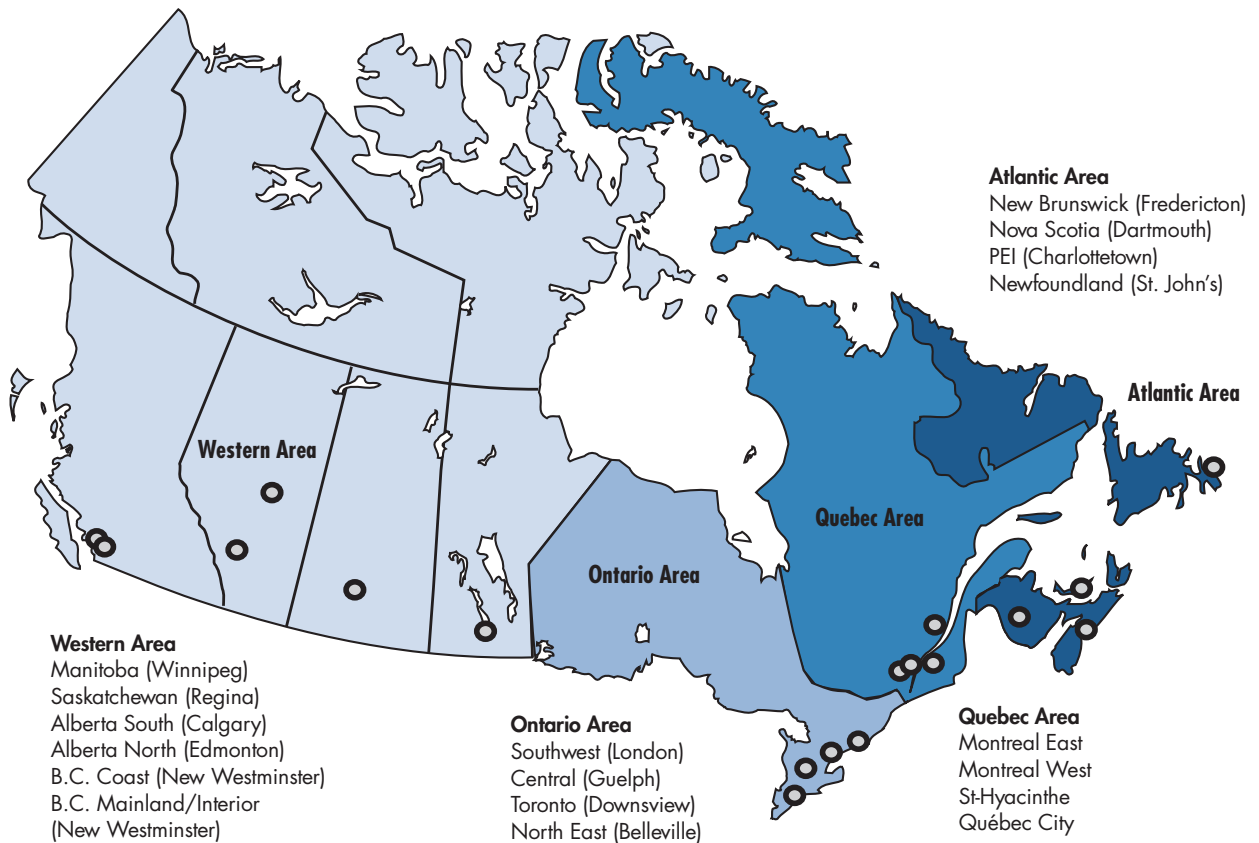 Atlantic Area
New Brunswick (Fredericton)
Nova Scotia (Dartmouth)
PEI (Charlottetown)
Newfoundland (St. John's)
Atlantic Area
Western Area
Quebec Area
Ontario Area
Western Area
Manitoba (Winnipeg)
Saskatchewan (Regina)
Alberta South (Calgary)
Alberta North (Edmonton)
B.C. Coast (New Westminster)
B.C. Mainland/Interior
(New Westminster)
Ontario Area
Southwest (London)
Central (Guelph)
Toronto (Downsview)
North East (Belleville)
Quebec Area
Montreal East
Montreal West
St-Hyacinthe
Québec City